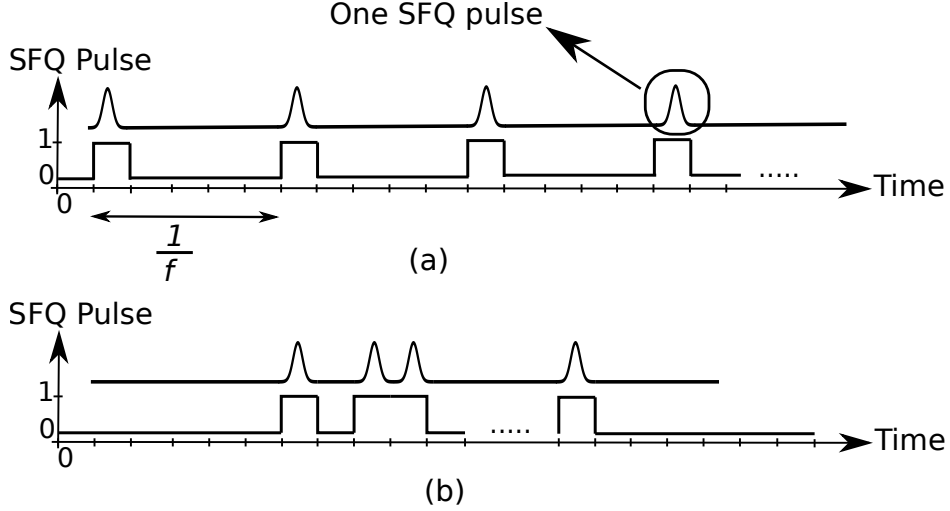 One SFQ pulse
SFQ Pulse
1
0
0
.....
Time
1
f
(a)
SFQ Pulse
1
0
0
.....
Time
(b)